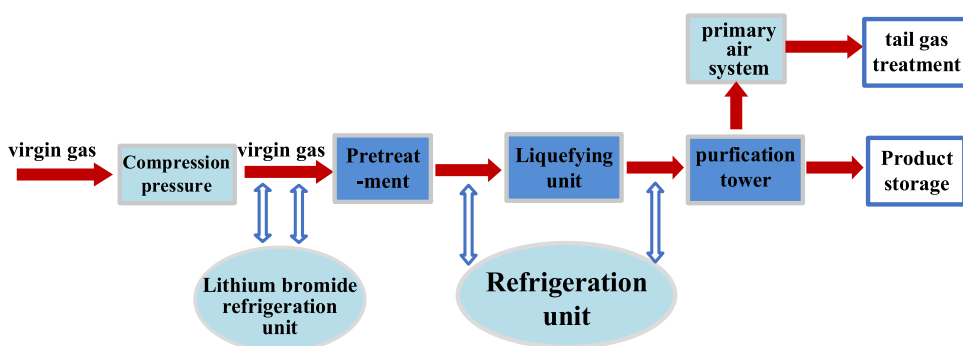 primary
air
system
tail gas
treatment
virgin gas
Compression
pressure
virgin gas
Pretreat
-ment
Liquefying
unit
purfication
tower
Product
storage
Lithium bromide
refrigeration
unit
Refrigeration
unit